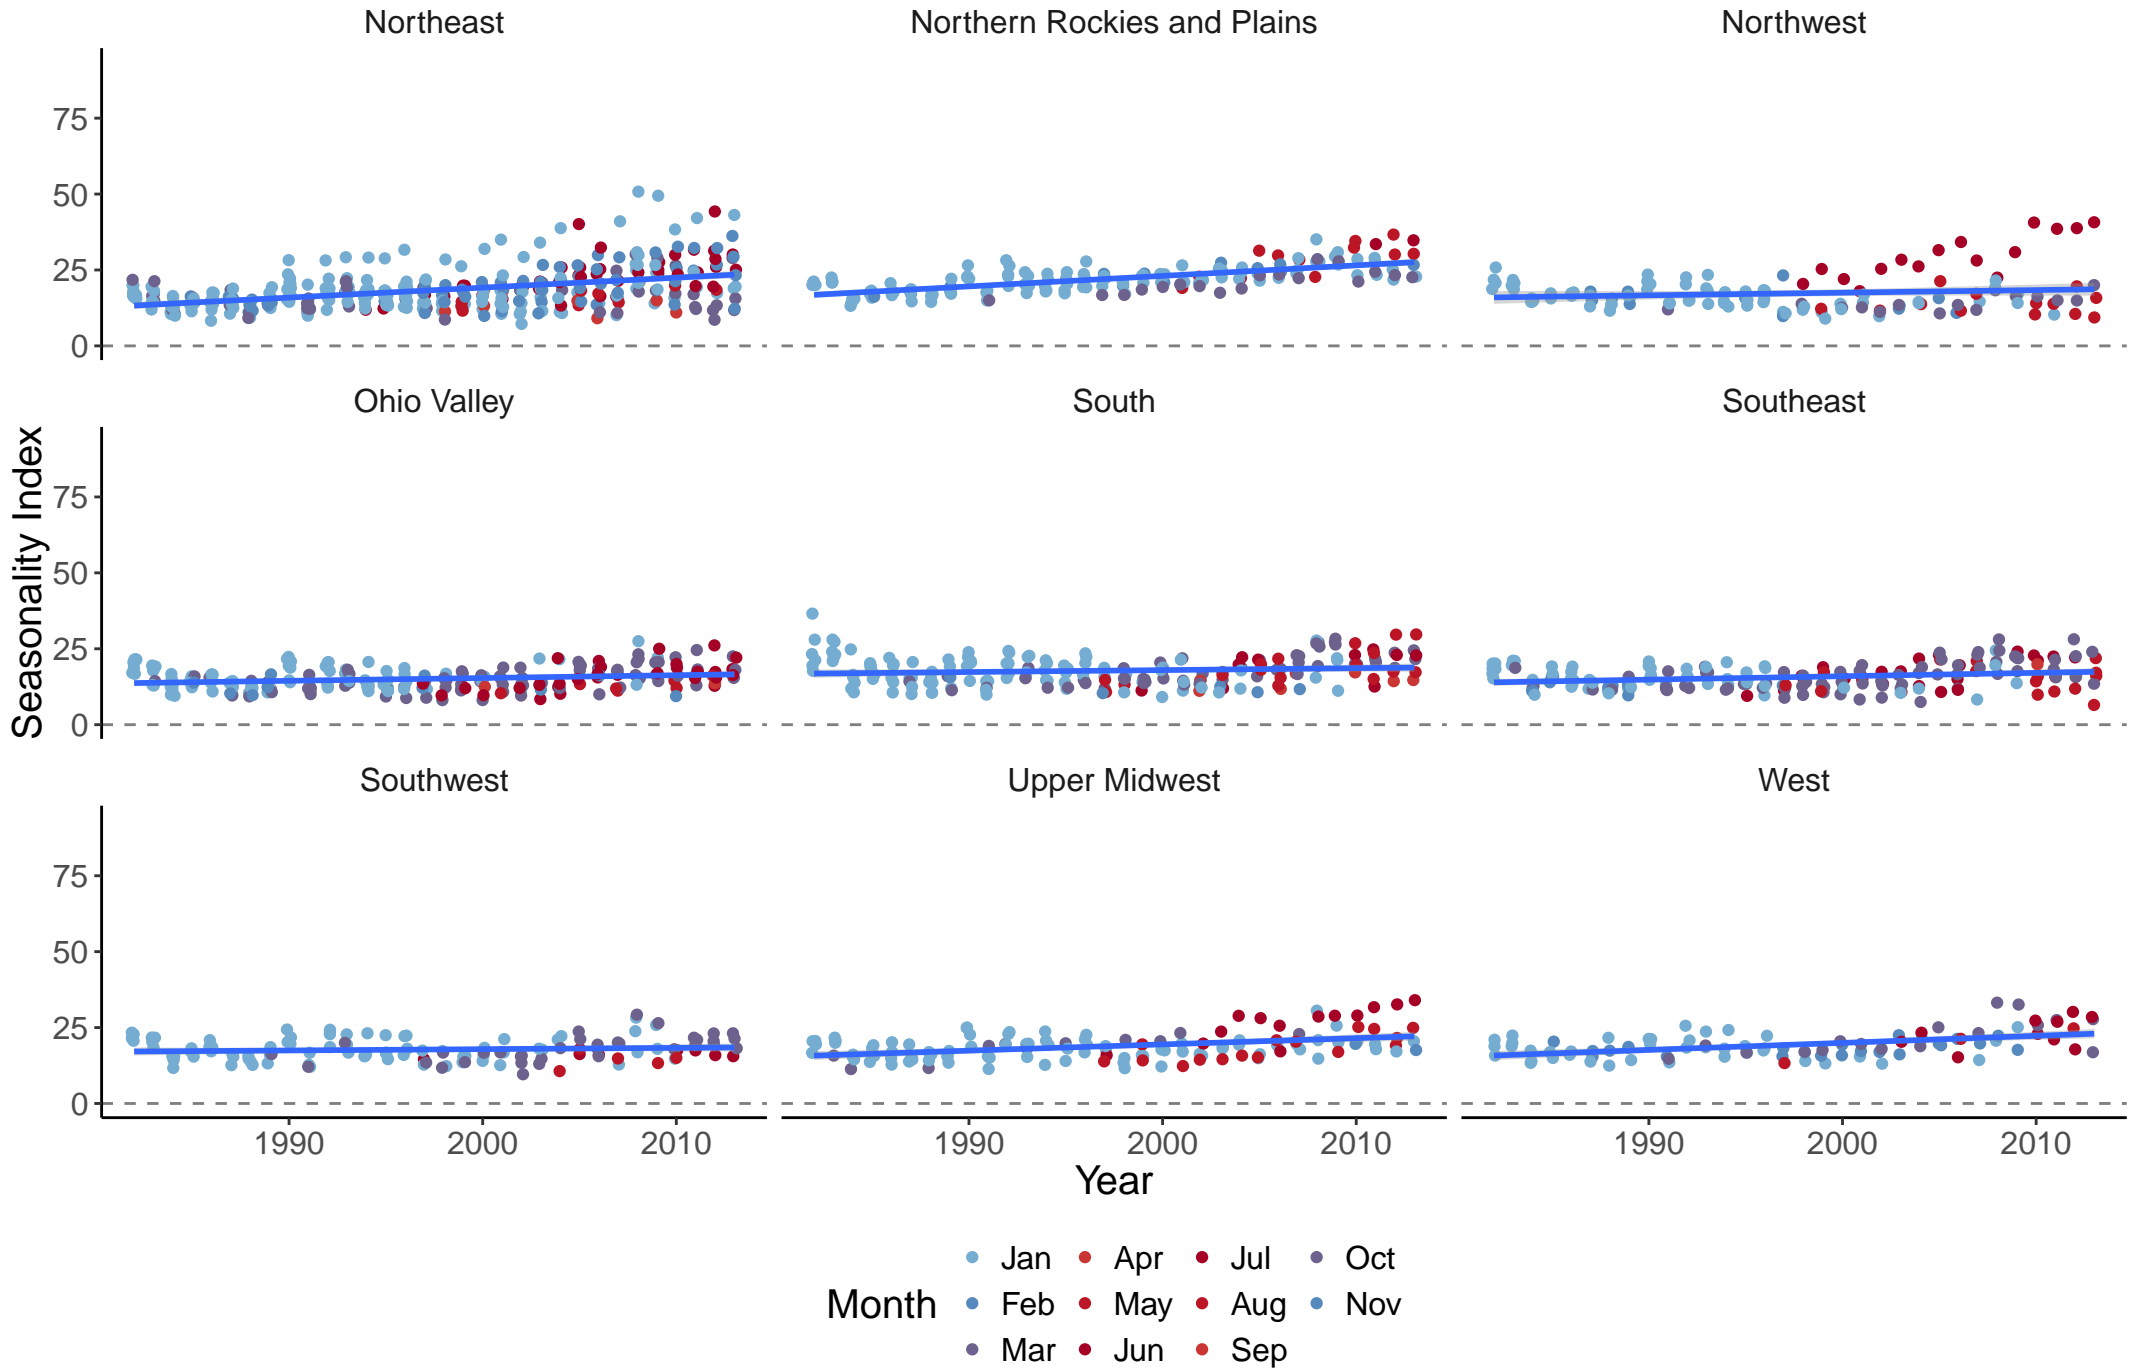 Northeast
Northern Rockies and Plains
Northwest
75
50
25
0
Ohio Valley
South
Southeast
Seasonality Index
75
50
25
0
Southwest
Upper Midwest
West
75
50
25
0
1990 2000 2010
1990 2000 2010
1990 2000 2010
Year
Month
Jan Apr Jul Oct
Feb May Aug Nov
Mar Jun Sep